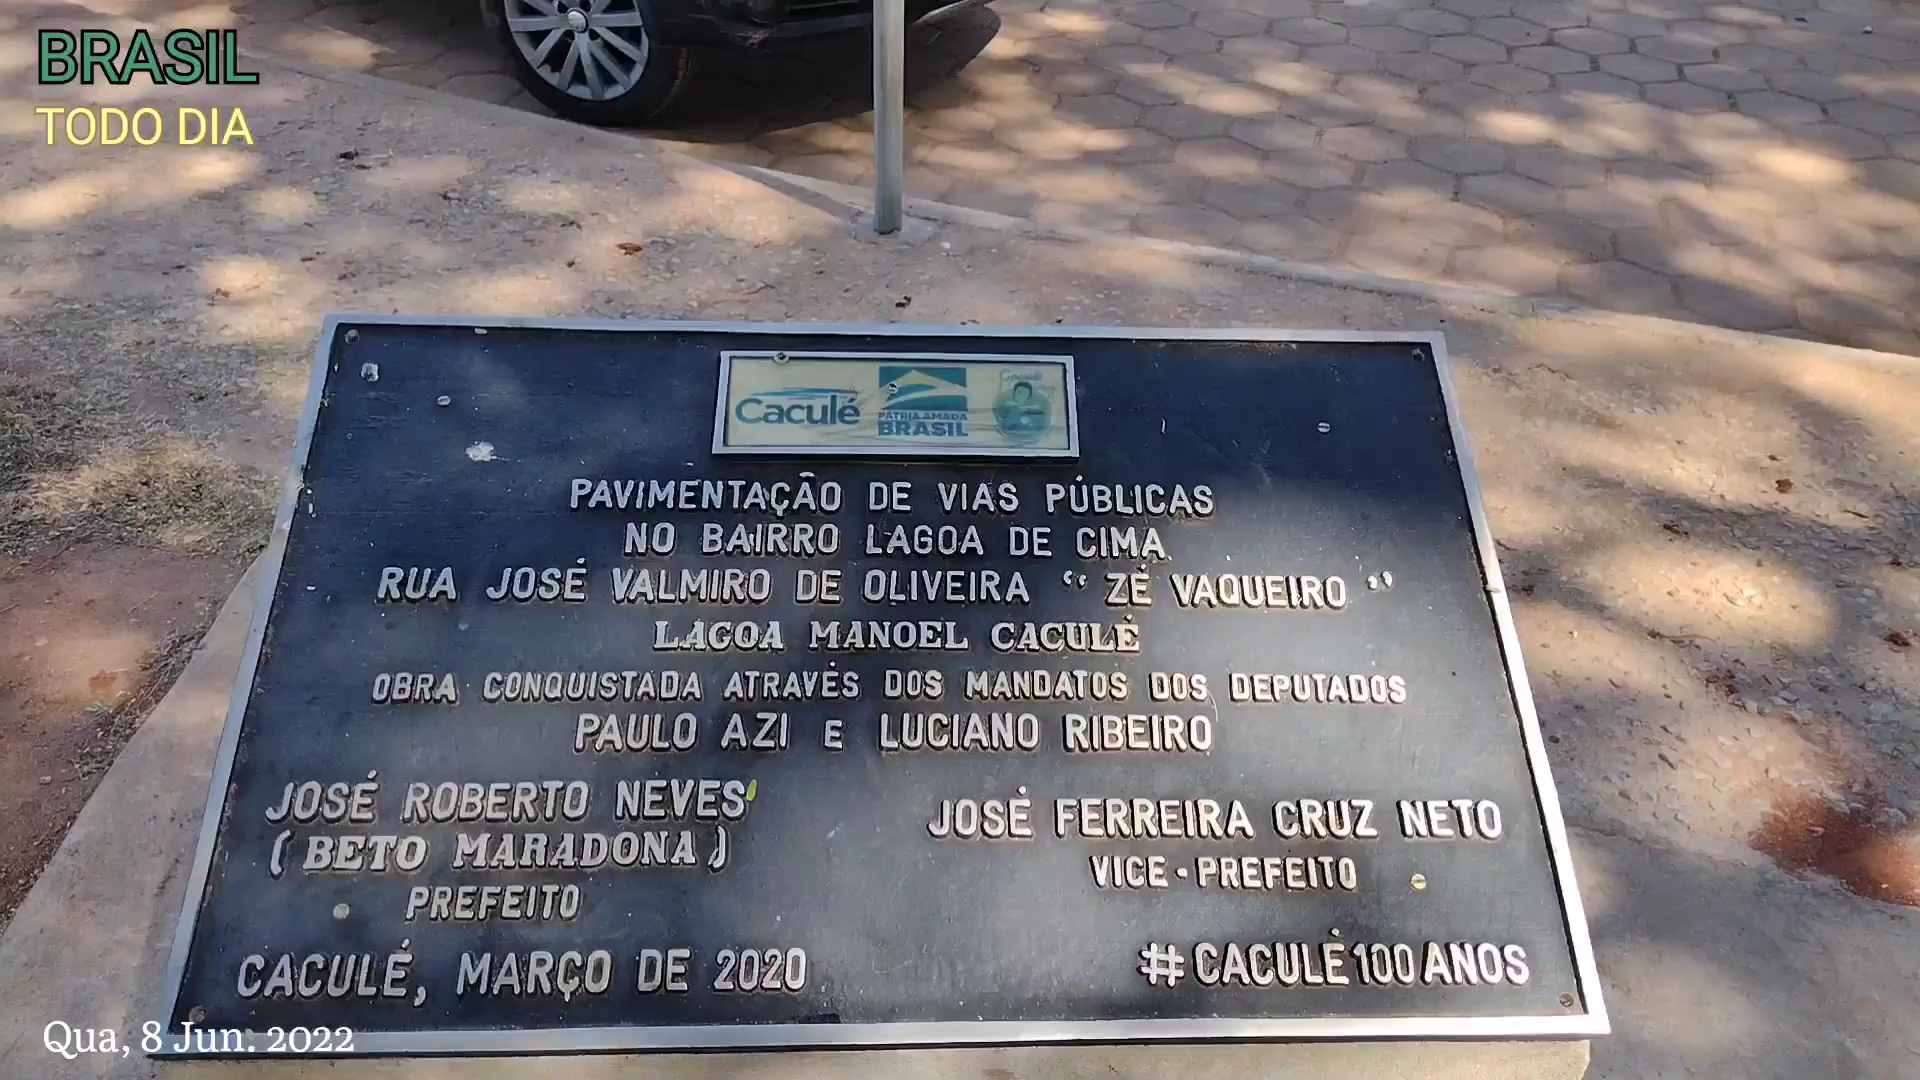 BRASIL
TODO DIA
Caculé
PÁTRIA AMADA
BRASIL
Caculé
PAVIMENTAÇÃO DE VIAS PÚBLICAS
NO BAIRRO LAGOA DE CIMA
RUA JOSÉ VALMIRO DE OLIVEIRA “ ZÉ VAQUEIRO ”
LAGOA MANOEL CACULÉ
OBRA CONQUISTADA ATRAVÉS DOS MANDATOS DOS DEPUTADOS
PAULO AZI E LUCIANO RIBEIRO
JOSÉ ROBERTO NEVES
( BETO MARADONA )
PREFEITO
JOSÉ FERREIRA CRUZ NETO
VICE - PREFEITO
CACULÉ, MARÇO DE 2020
#CACULÉ100ANOS
Qua, 8 Jun. 2022